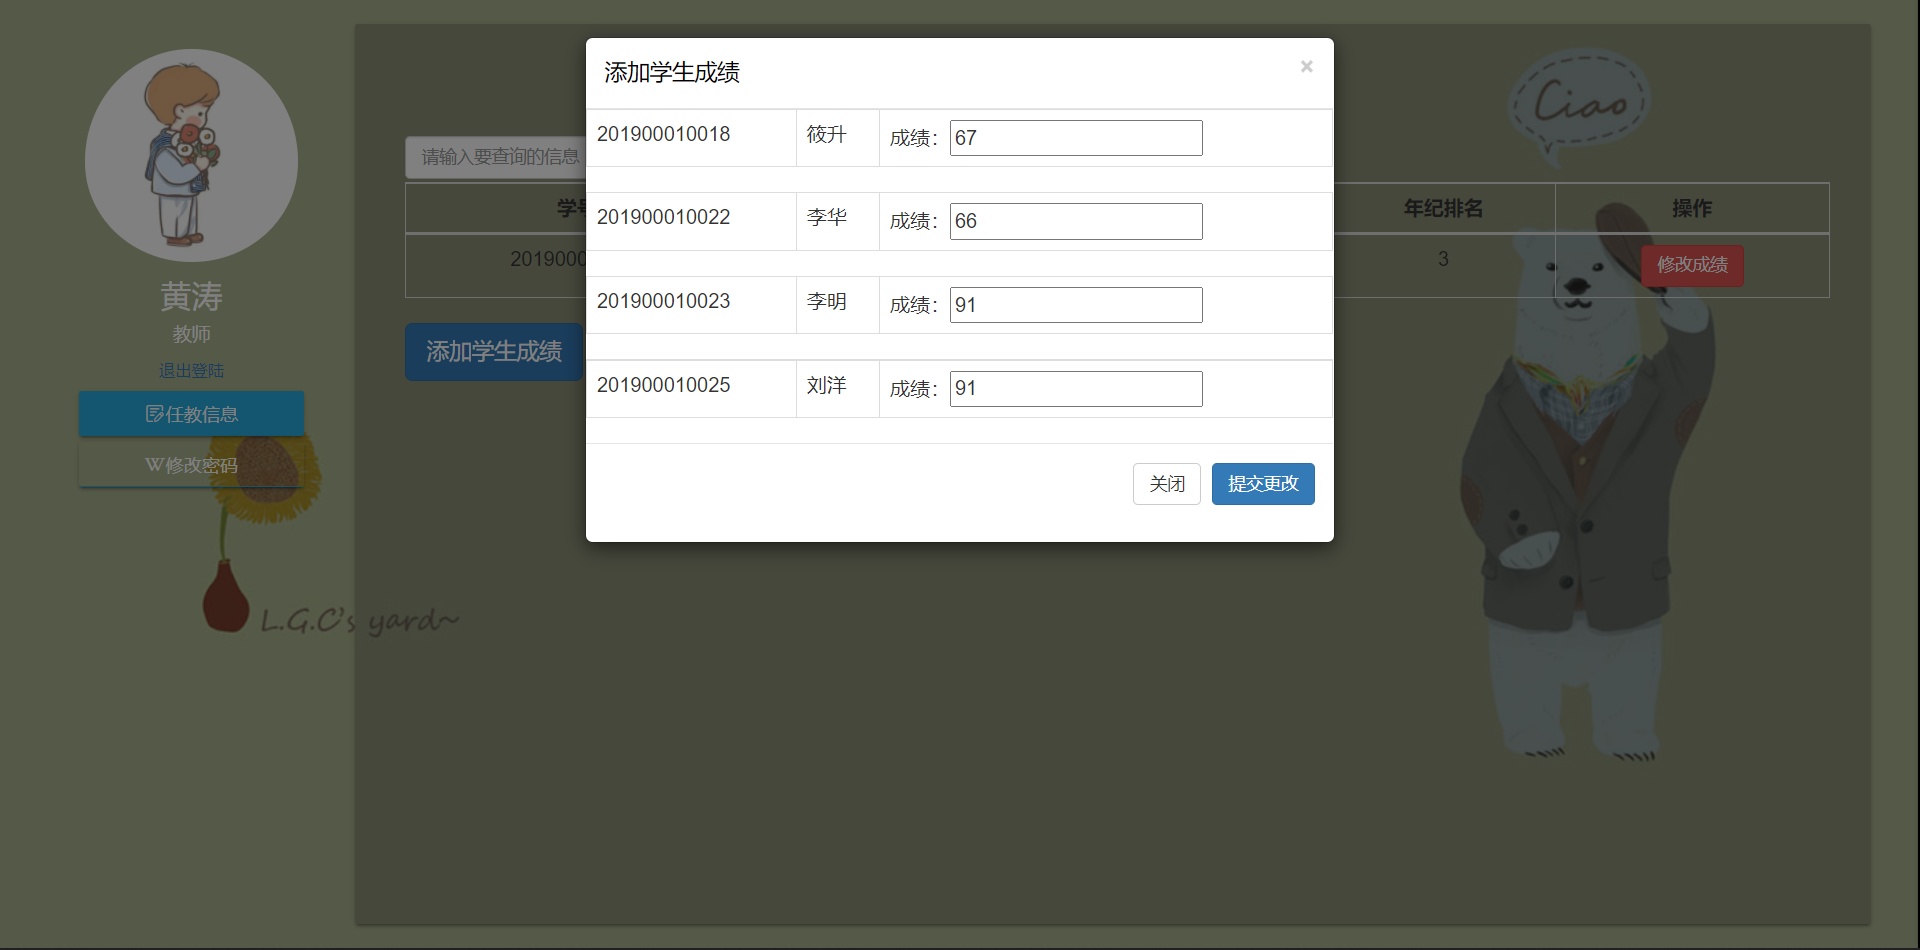 黄涛
教师
退出登陆
任教信息
W修改密码
L.G.C's yard~
请输入要查询的信息
学号
年纪排名
操作
201900
3
修改成绩
添加学生成绩
Ciao
添加学生成绩
×
201900010018 筱升 成绩： 67
201900010022 李华 成绩： 66
201900010023 李明 成绩： 91
201900010025 刘洋 成绩： 91
关闭
提交更改